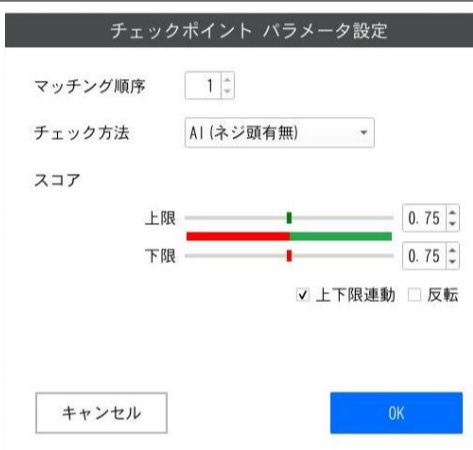 チェックポイント パラメータ設定
マッチング順序 1
チェック方法 AI(ネジ頭有無)
スコア
上限 0.75
下限 0.75
上下限連動 反転
キャンセル OK